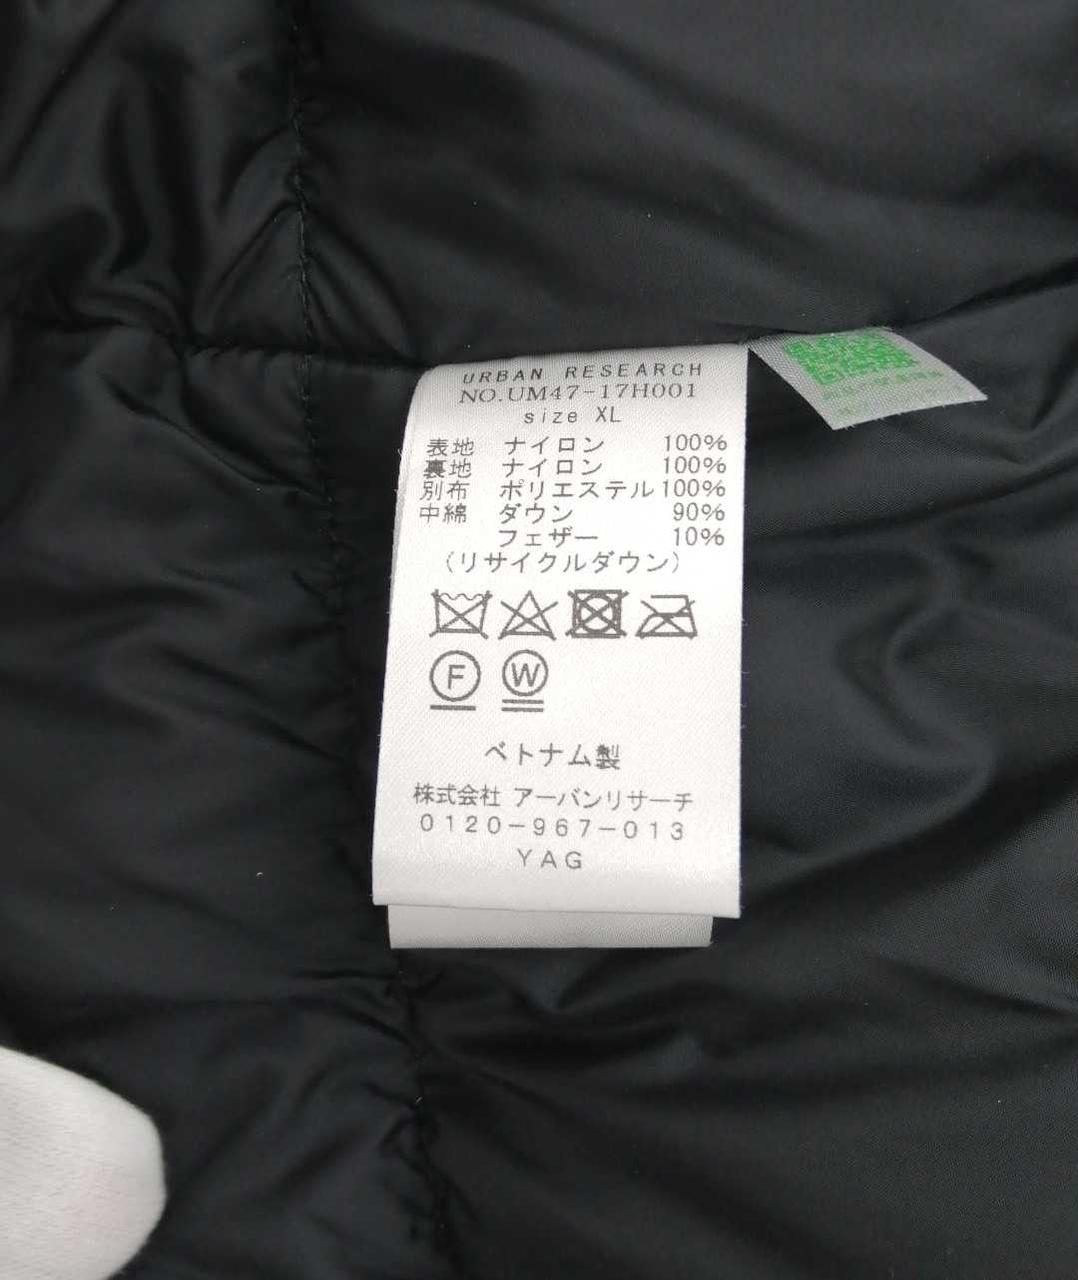 URBAN RESEARCH
NO.UM47-17H001
size XL
表地 ナイロン 100%
裏地 ナイロン 100%
別布 ポリエステル 100%
中綿 ダウン 90%
フェザー 10%
(リサイクルダウン)
F W
ベトナム製
株式会社 アーバンリサーチ
0120-967-013
YAG